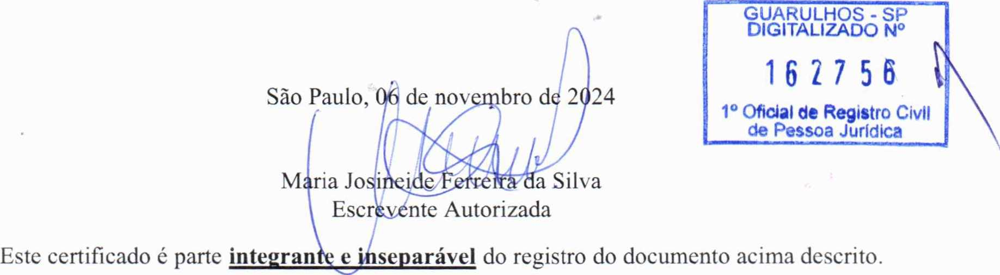 GUARULHOS - SP
DIGITALIZADO Nº
162756
1º Oficial de Registro Civil
de Pessoa Jurídica
São Paulo, 06 de novembro de 2024
Maria Josineide Ferreira da Silva
Escrevente Autorizada
Este certificado é parte integrante e inseparável do registro do documento acima descrito.